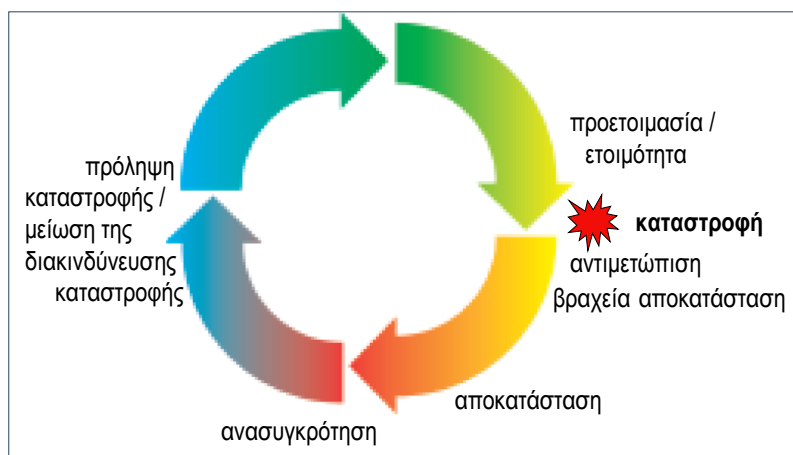 προετοιμασία /
ετοιμότητα
καταστροφή
αντιμετώπιση
βραχεία αποκατάσταση
αποκατάσταση
ανασυγκρότηση
πρόληψη
καταστροφής /
μείωση της
διακινδύνευσης
καταστροφής